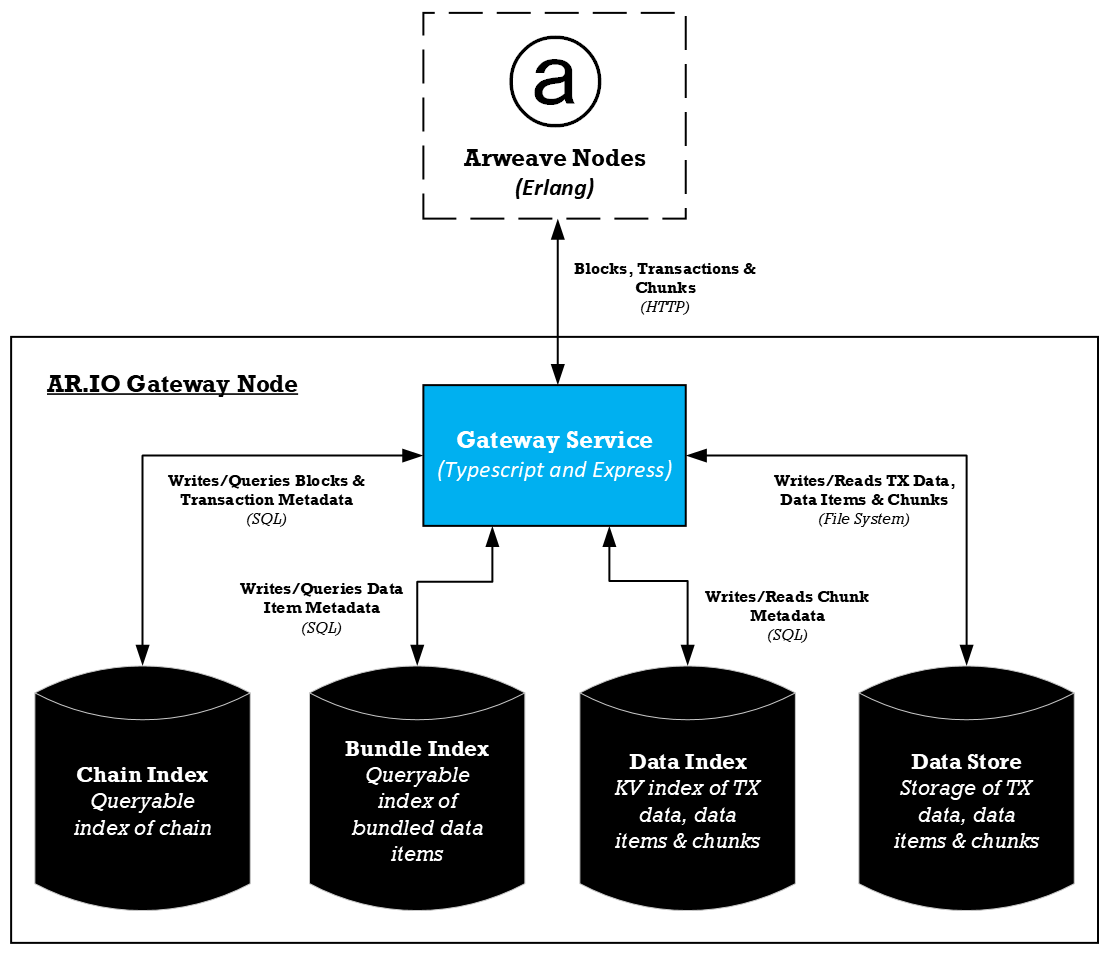 a
Arweave Nodes
(Erlang)
Blocks, Transactions &
Chunks
(HTTP)
AR.IO Gateway Node
Gateway Service
(Typescript and Express)
Writes/Queries Blocks &
Transaction Metadata
(SQL)
Writes/Reads TX Data,
Data Items & Chunks
(File System)
Writes/Queries Data
Item Metadata
(SQL)
Writes/Reads Chunk
Metadata
(SQL)
Chain Index
Queryable
index of chain
Bundle Index
Queryable
index of
bundled data
items
Data Index
KV index of TX
data, data
items & chunks
Data Store
Storage of TX
data, data
items & chunks